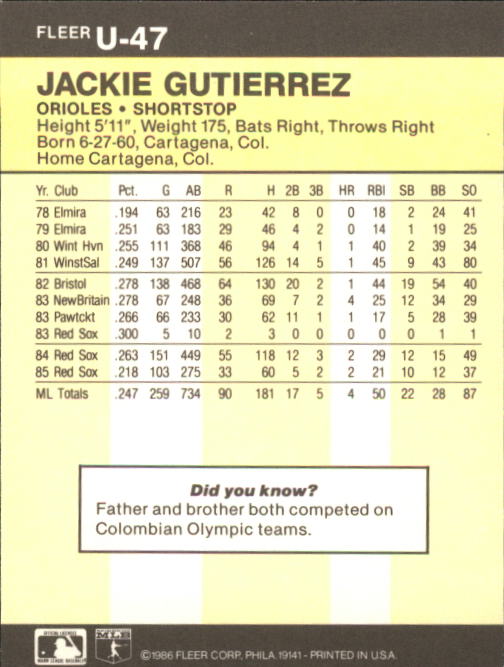 FLEER U-47
JACKIE GUTIERREZ
ORIOLES • SHORTSTOP
Height 5'11", Weight 175, Bats Right, Throws Right
Born 6-27-60, Cartagena, Col.
Home Cartagena, Col.
Yr. Club Pct. G AB R H 2B 3B HR RBI SB BB SO
78 Elmira .194 63 216 23 42 8 0 0 18 2 24 41
79 Elmira .251 63 183 29 46 4 2 0 14 1 19 25
80 Wint Hvn .255 111 368 46 94 4 1 1 40 2 39 34
81 WinstSal .249 137 507 56 126 14 5 1 45 9 43 80
82 Bristol .278 138 468 64 130 20 2 1 44 19 54 40
83 NewBritain .278 67 248 36 69 7 2 4 25 12 34 29
83 Pawtckt .266 66 233 30 62 11 1 1 17 5 28 39
83 Red Sox .300 5 10 2 3 0 0 0 0 0 1 1
84 Red Sox .263 151 449 55 118 12 3 2 29 12 15 49
85 Red Sox .218 103 275 33 60 5 2 2 21 10 12 37
ML Totals .247 259 734 90 181 17 5 4 50 22 28 87
Did you know?
Father and brother both competed on
Colombian Olympic teams.
OFFICIAL LICENSEE
MAJOR LEAGUE BASEBALL
©1986 FLEER CORP., PHILA. 19141 - PRINTED IN U.S.A.